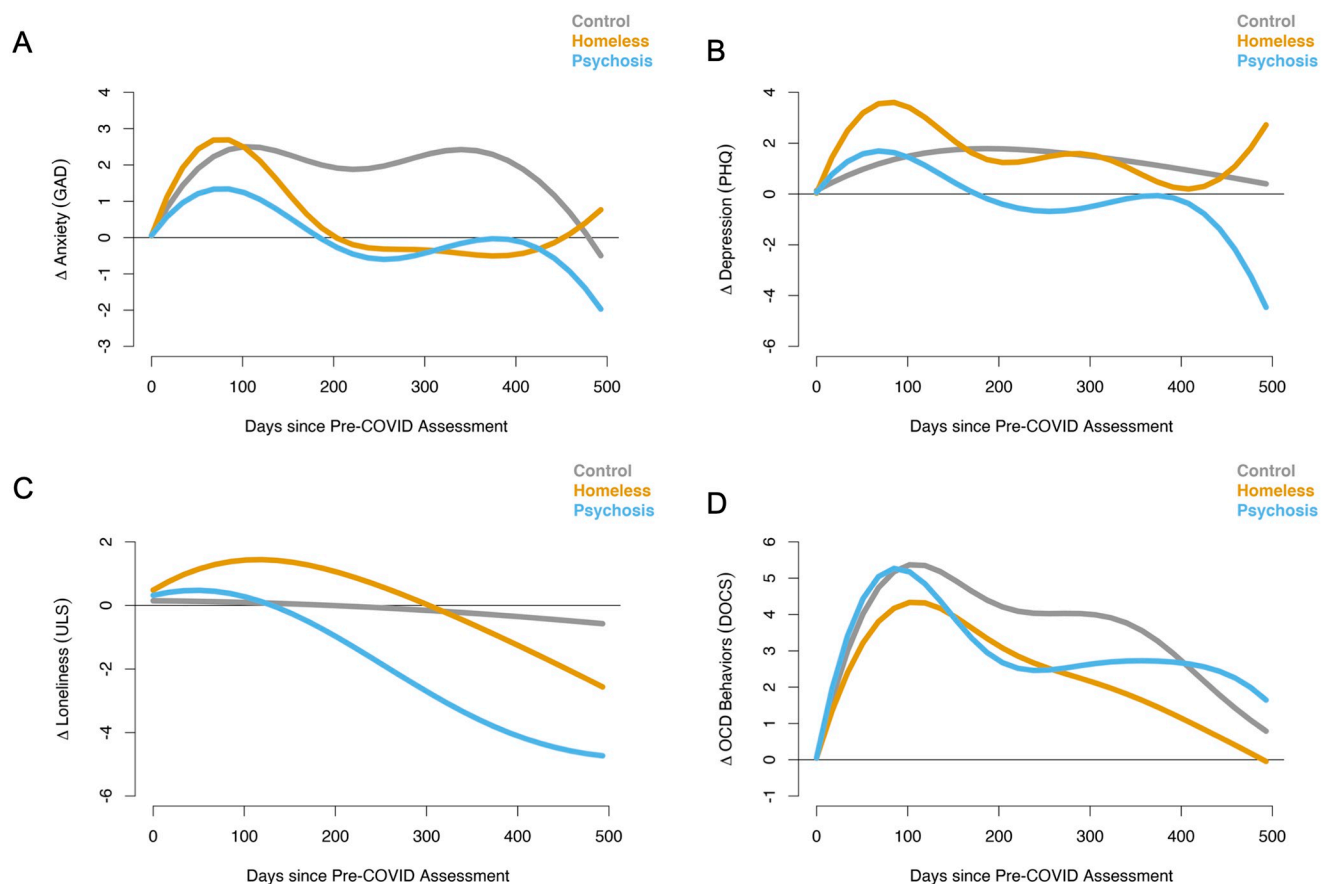 A
Control
Homeless
Psychosis
Δ Anxiety (GAD)
4
3
2
1
0
-1
-2
-3
0 100 200 300 400 500
Days since Pre-COVID Assessment
B
Control
Homeless
Psychosis
Δ Depression (PHQ)
4
2
0
-2
-4
-6
0 100 200 300 400 500
Days since Pre-COVID Assessment
C
Control
Homeless
Psychosis
Δ Loneliness (ULS)
2
0
-2
-4
-6
0 100 200 300 400 500
Days since Pre-COVID Assessment
D
Control
Homeless
Psychosis
Δ OCD Behaviors (DOCS)
6
5
4
3
2
1
0
-1
0 100 200 300 400 500
Days since Pre-COVID Assessment